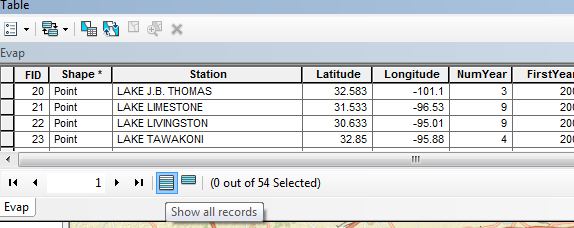 Table
Evap
FID Shape * Station Latitude Longitude NumYear FirstYear
20 Point LAKE J.B. THOMAS 32.583 -101.1 3 200
21 Point LAKE LIMESTONE 31.533 -96.53 9 200
22 Point LAKE LIVINGSTON 30.633 -95.01 9 200
23 Point LAKE TAWAKONI 32.85 -95.88 4 200
1 (0 out of 54 Selected)
Evap
Show all records